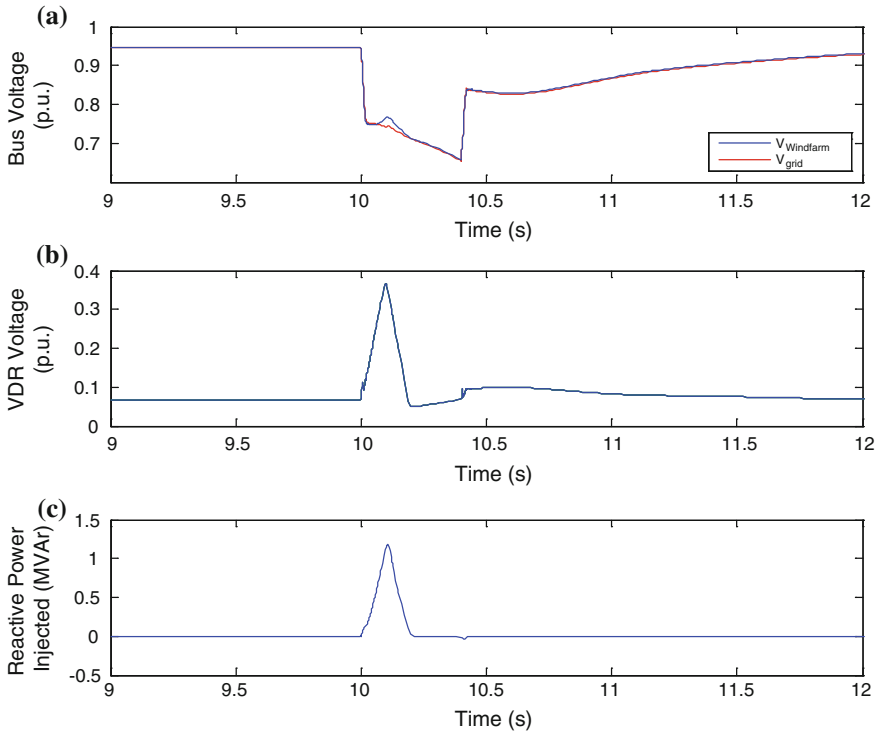 (a)
Bus Voltage
(p.u.)
1
0.9
0.8
0.7
9
9.5
10
10.5
11
11.5
12
V Windfarm
V grid
Time (s)
(b)
VDR Voltage
(p.u.)
0.4
0.3
0.2
0.1
0
9
9.5
10
10.5
11
11.5
12
Time (s)
(c)
Reactive Power
Injected (MVAr)
1.5
1
0.5
0
-0.5
9
9.5
10
10.5
11
11.5
12
Time (s)